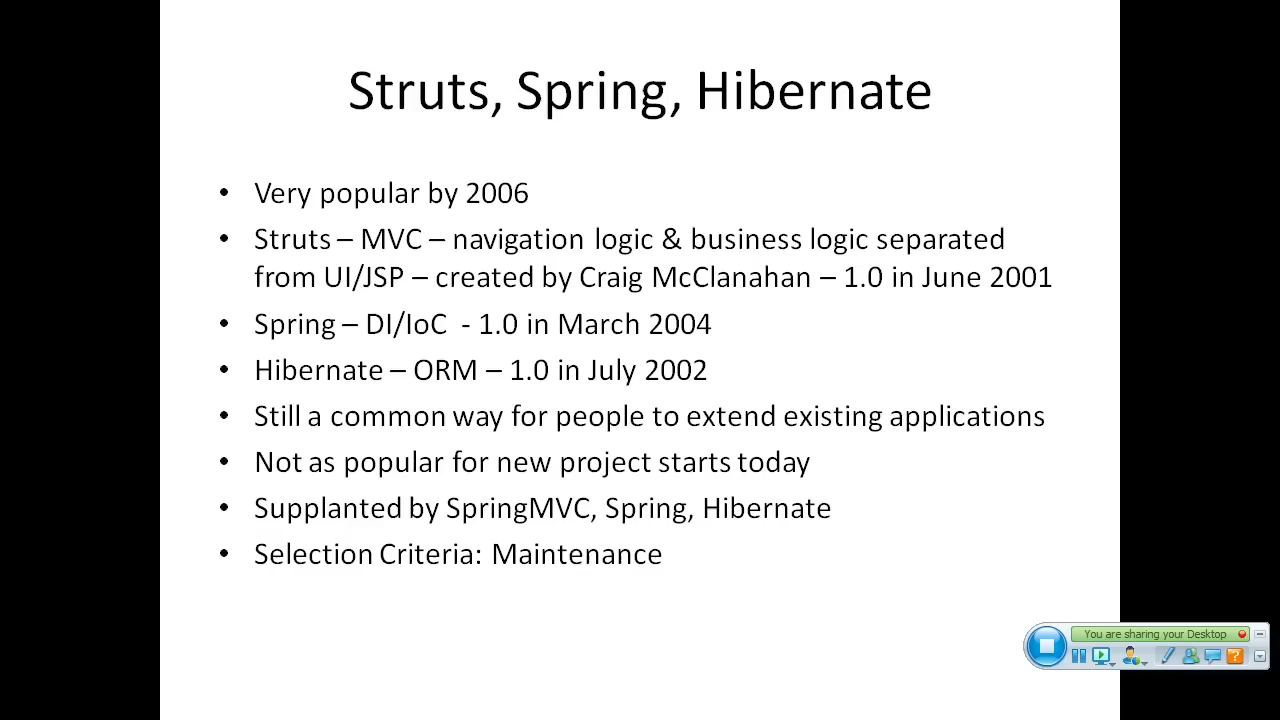 Struts, Spring, Hibernate
• Very popular by 2006
• Struts – MVC – navigation logic & business logic separated
from UI/JSP – created by Craig McClanahan – 1.0 in June 2001
• Spring – DI/IoC - 1.0 in March 2004
• Hibernate – ORM – 1.0 in July 2002
• Still a common way for people to extend existing applications
• Not as popular for new project starts today
• Supplanted by SpringMVC, Spring, Hibernate
• Selection Criteria: Maintenance
You are sharing your Desktop